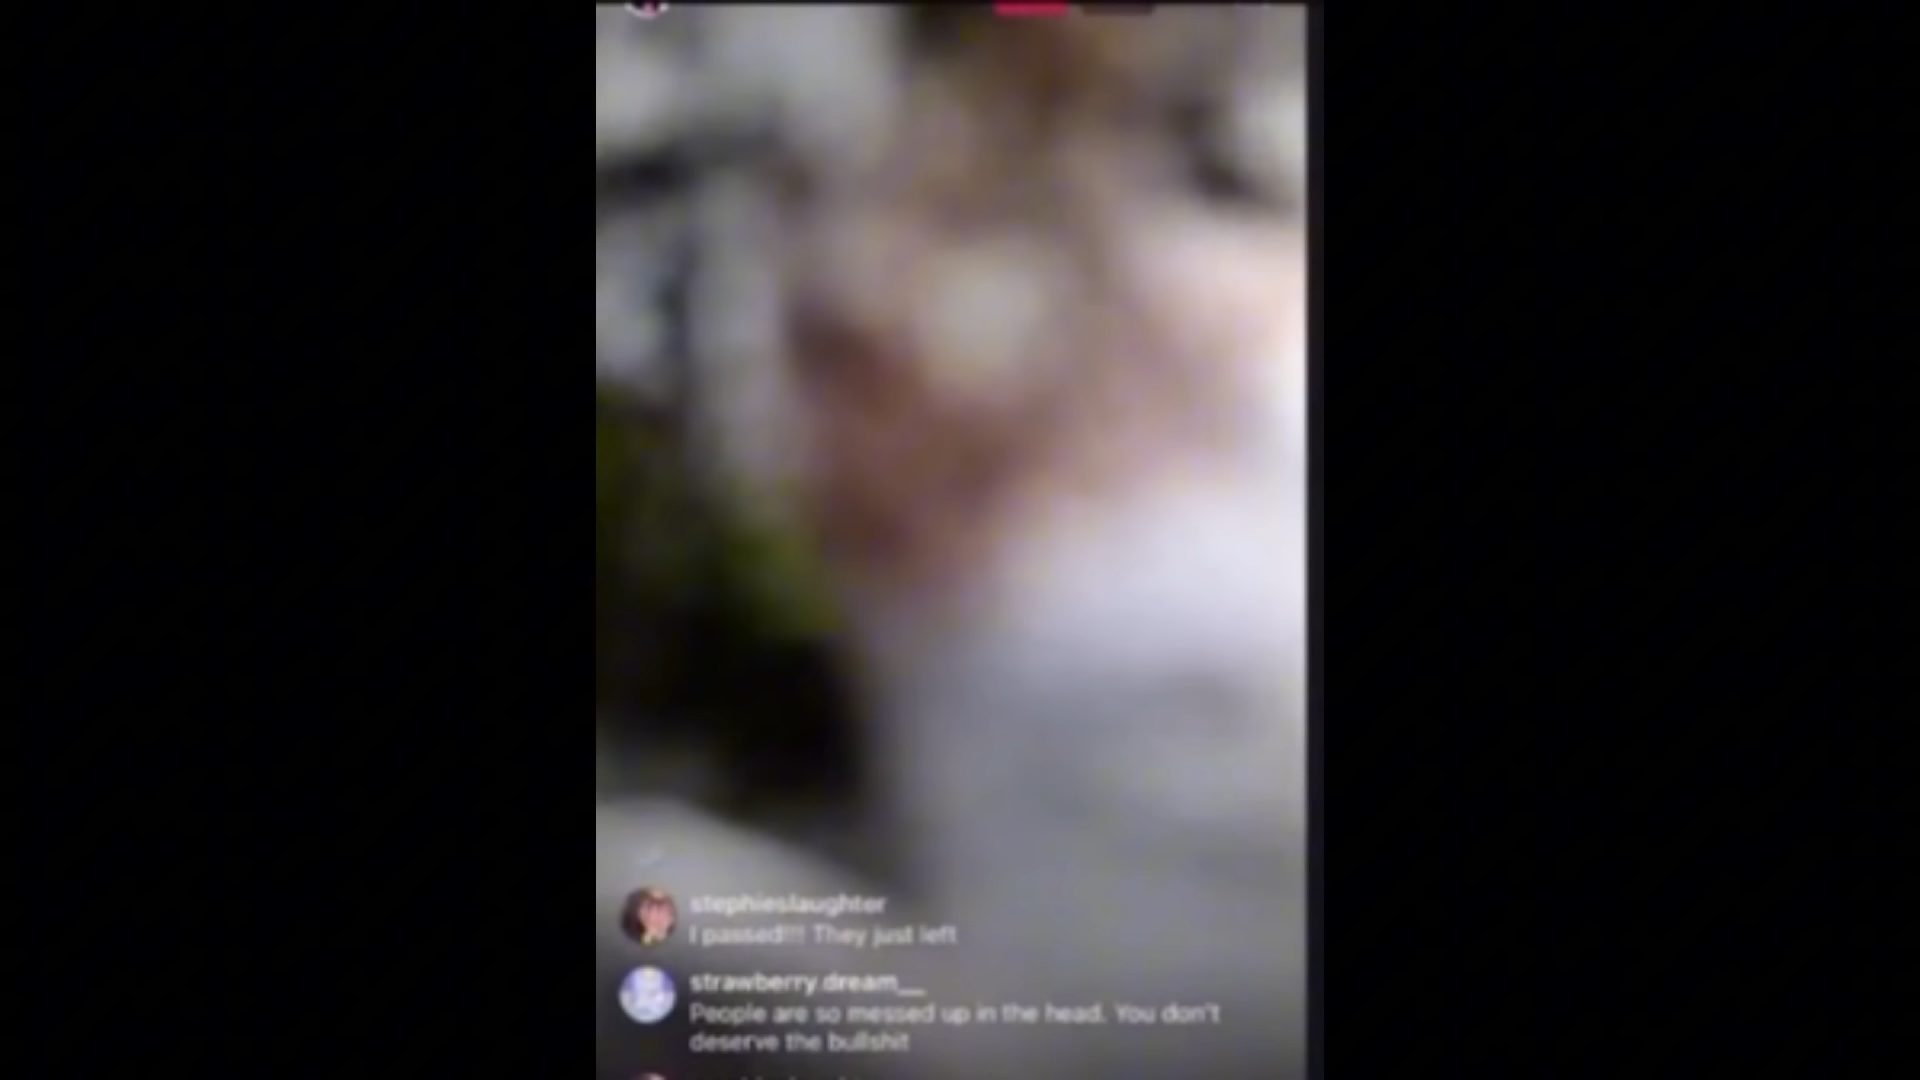 stephieslaughter
I passed!!! They just left
strawberry.dream__
People are so messed up in the head. You don't
deserve the bullshit